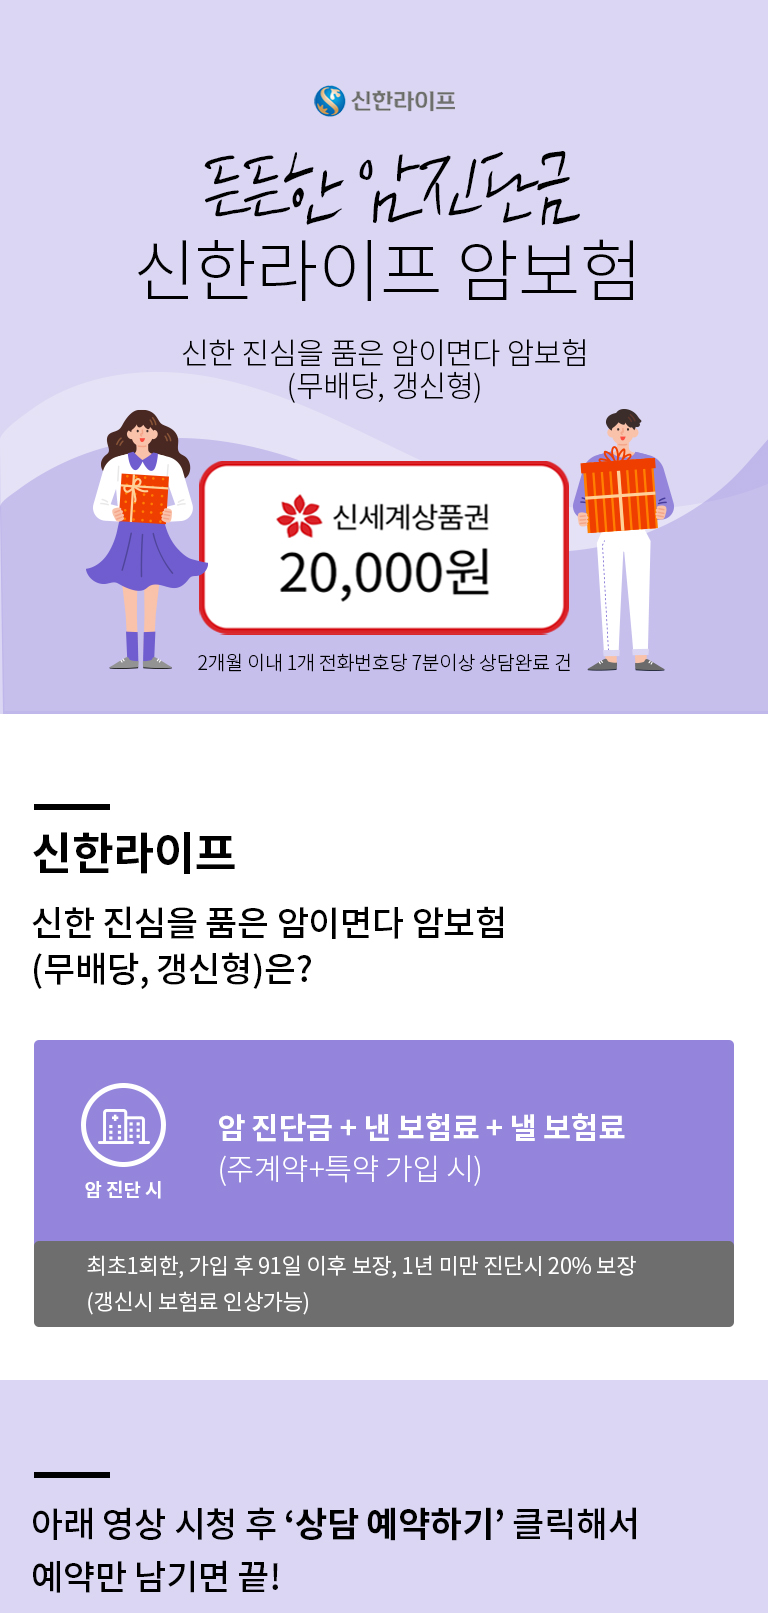 신한라이프
든든한 암진단금
신한라이프 암보험
신한 진심을 품은 암이면다 암보험
(무배당, 갱신형)
신세계상품권
20,000원
2개월 이내 1개 전화번호당 7분이상 상담완료 건
신한라이프
신한 진심을 품은 암이면다 암보험
(무배당, 갱신형)은?
암 진단금 + 낸 보험료 + 낼 보험료
(주계약+특약 가입 시)
암 진단 시
최초1회한, 가입 후 91일 이후 보장, 1년 미만 진단시 20% 보장
(갱신시 보험료 인상가능)
아래 영상 시청 후 ‘상담 예약하기’ 클릭해서
예약만 남기면 끝!